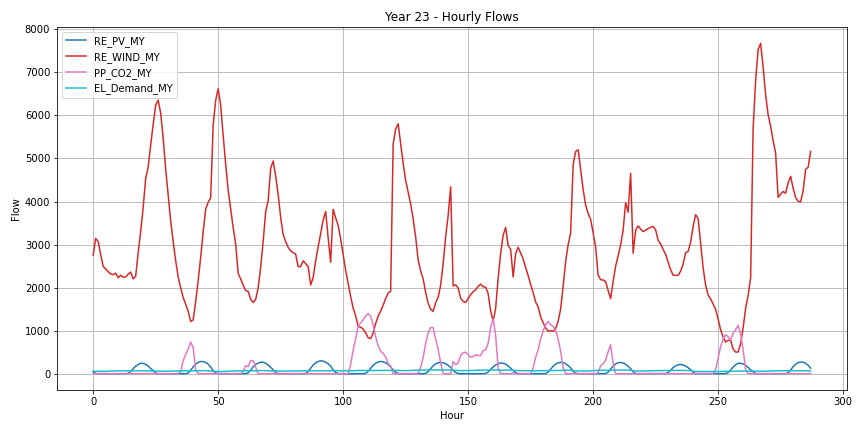 Year 23 - Hourly Flows
8000
7000
6000
5000
4000
3000
2000
1000
0
Flow
RE_PV_MY
RE_WIND_MY
PP_CO2_MY
EL_Demand_MY
0 50 100 150 200 250 300
Hour